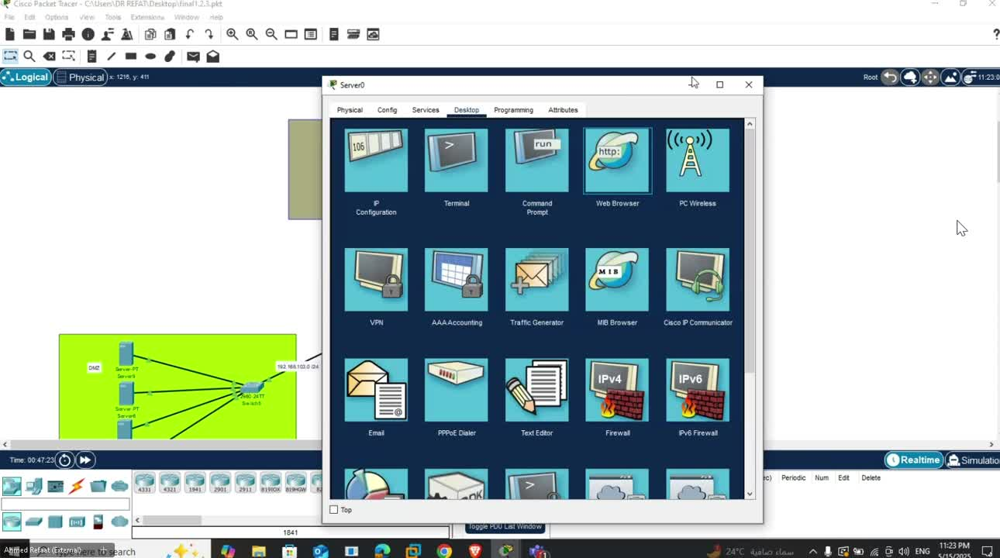 Cisco Packet Tracer - C:\Users\DR REFAT\Desktop\final1,2,3.pkt
File Edit Options View Tools Extensions Window Help
?
Logical Physical x: 1216, y: 411 Root 11:23:0
Server0
Physical Config Services Desktop Programming Attributes
106
>
run
http:
IP Configuration
Terminal
Command Prompt
Web Browser
PC Wireless
MIB
VPN
AAA Accounting
Traffic Generator
MIB Browser
Cisco IP Communicator
@
IPv4
IPv6
Email
PPPoE Dialer
Text Editor
Firewall
IPv6 Firewall
>
Top
DMZ
Server-PT
Server9
Server-PT
Server6
192.168.103.0 /24
2960-24TT
Switch5
Time: 00:47:23
Realtime Simulatio
4331 4321 1941 2901 2911 819IOX 819HGW 82
ec) Periodic Num Edit Delete
1841
Toggle PDU List Window
Ahmed Refaat (External)
Type here to search
24°C سماء صافية
ENG
11:23 PM
5/15/2025